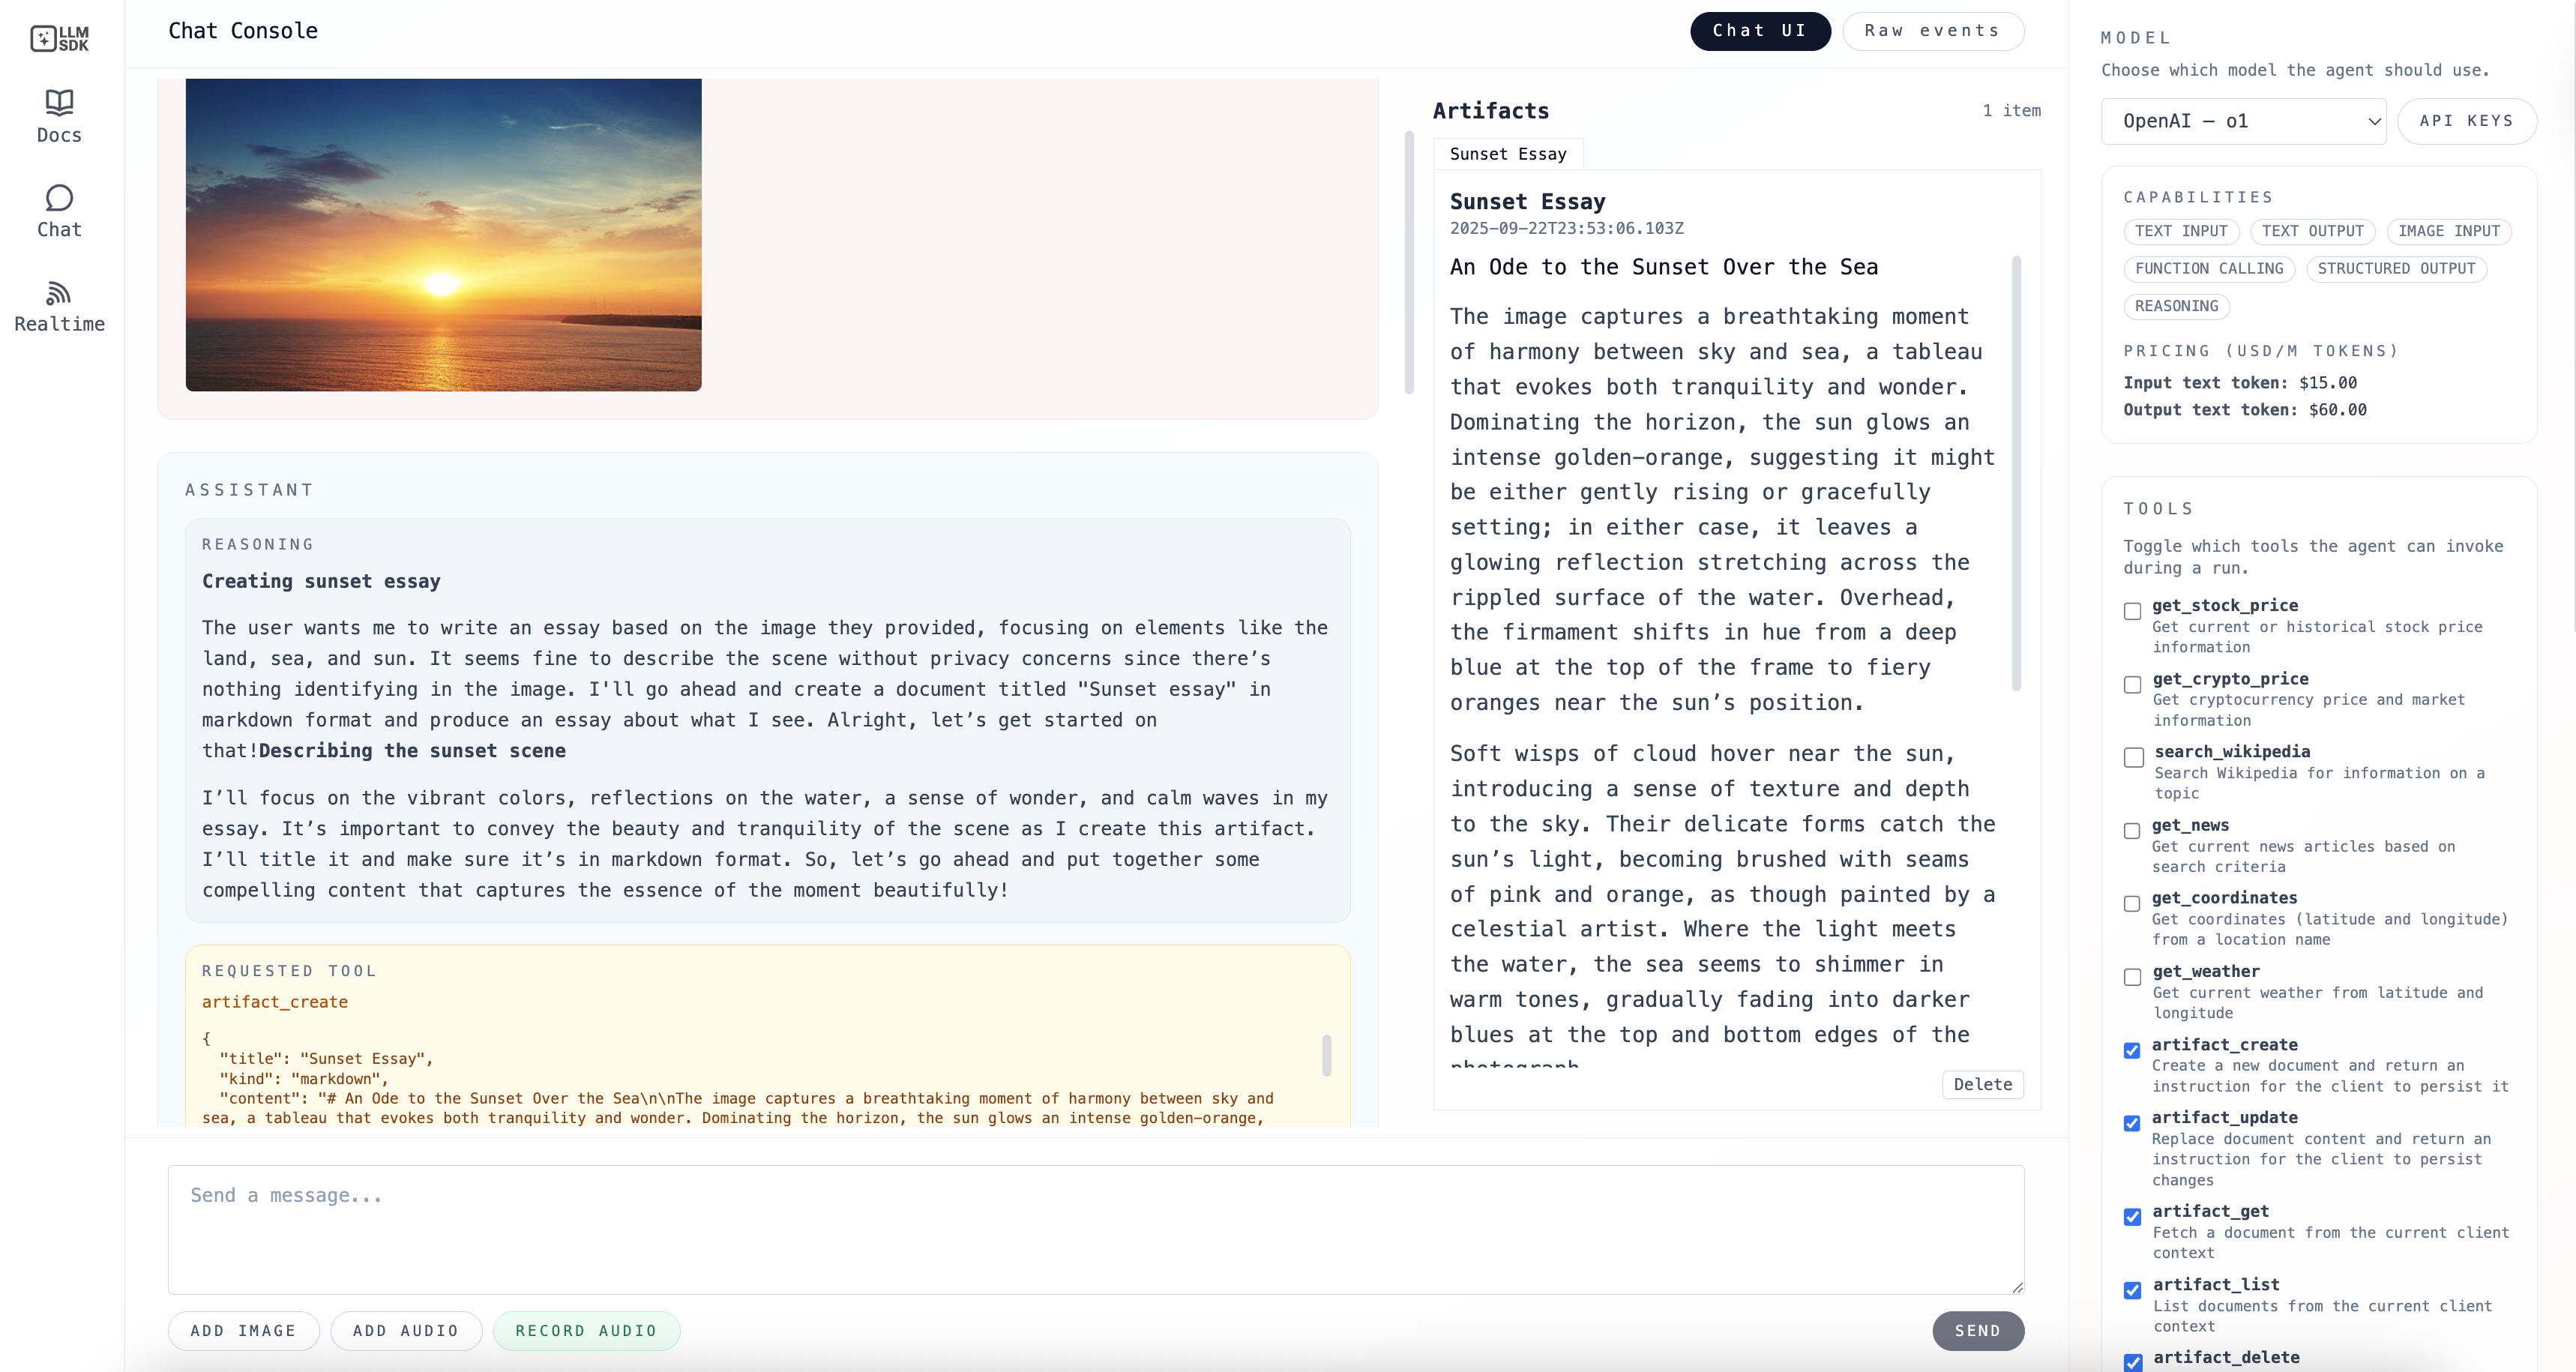 LLM
SDK
Docs
Chat
Realtime
Chat Console
Chat UI
Raw events
ASSISTANT
REASONING
Creating sunset essay
The user wants me to write an essay based on the image they provided, focusing on elements like the
land, sea, and sun. It seems fine to describe the scene without privacy concerns since there’s
nothing identifying in the image. I'll go ahead and create a document titled "Sunset essay" in
markdown format and produce an essay about what I see. Alright, let’s get started on
that!Describing the sunset scene
I’ll focus on the vibrant colors, reflections on the water, a sense of wonder, and calm waves in my
essay. It’s important to convey the beauty and tranquility of the scene as I create this artifact.
I’ll title it and make sure it’s in markdown format. So, let’s go ahead and put together some
compelling content that captures the essence of the moment beautifully!
REQUESTED TOOL
artifact_create
{
"title": "Sunset Essay",
"kind": "markdown",
"content": "# An Ode to the Sunset Over the Sea\n\nThe image captures a breathtaking moment of harmony between sky and
sea, a tableau that evokes both tranquility and wonder. Dominating the horizon, the sun glows an intense golden-orange,
Send a message...
ADD IMAGE
ADD AUDIO
RECORD AUDIO
SEND
Artifacts
1 item
Sunset Essay
Sunset Essay
2025-09-22T23:53:06.103Z
An Ode to the Sunset Over the Sea
The image captures a breathtaking moment
of harmony between sky and sea, a tableau
that evokes both tranquility and wonder.
Dominating the horizon, the sun glows an
intense golden-orange, suggesting it might
be either gently rising or gracefully
setting; in either case, it leaves a
glowing reflection stretching across the
rippled surface of the water. Overhead,
the firmament shifts in hue from a deep
blue at the top of the frame to fiery
oranges near the sun’s position.
Soft wisps of cloud hover near the sun,
introducing a sense of texture and depth
to the sky. Their delicate forms catch the
sun’s light, becoming brushed with seams
of pink and orange, as though painted by a
celestial artist. Where the light meets
the water, the sea seems to shimmer in
warm tones, gradually fading into darker
blues at the top and bottom edges of the
photograph
Delete
MODEL
Choose which model the agent should use.
OpenAI – o1
API KEYS
CAPABILITIES
TEXT INPUT
TEXT OUTPUT
IMAGE INPUT
FUNCTION CALLING
STRUCTURED OUTPUT
REASONING
PRICING (USD/M TOKENS)
Input text token: $15.00
Output text token: $60.00
TOOLS
Toggle which tools the agent can invoke
during a run.
get_stock_price
Get current or historical stock price
information
get_crypto_price
Get cryptocurrency price and market
information
search_wikipedia
Search Wikipedia for information on a
topic
get_news
Get current news articles based on
search criteria
get_coordinates
Get coordinates (latitude and longitude)
from a location name
get_weather
Get current weather from latitude and
longitude
artifact_create
Create a new document and return an
instruction for the client to persist it
artifact_update
Replace document content and return an
instruction for the client to persist
changes
artifact_get
Fetch a document from the current client
context
artifact_list
List documents from the current client
context
artifact_delete